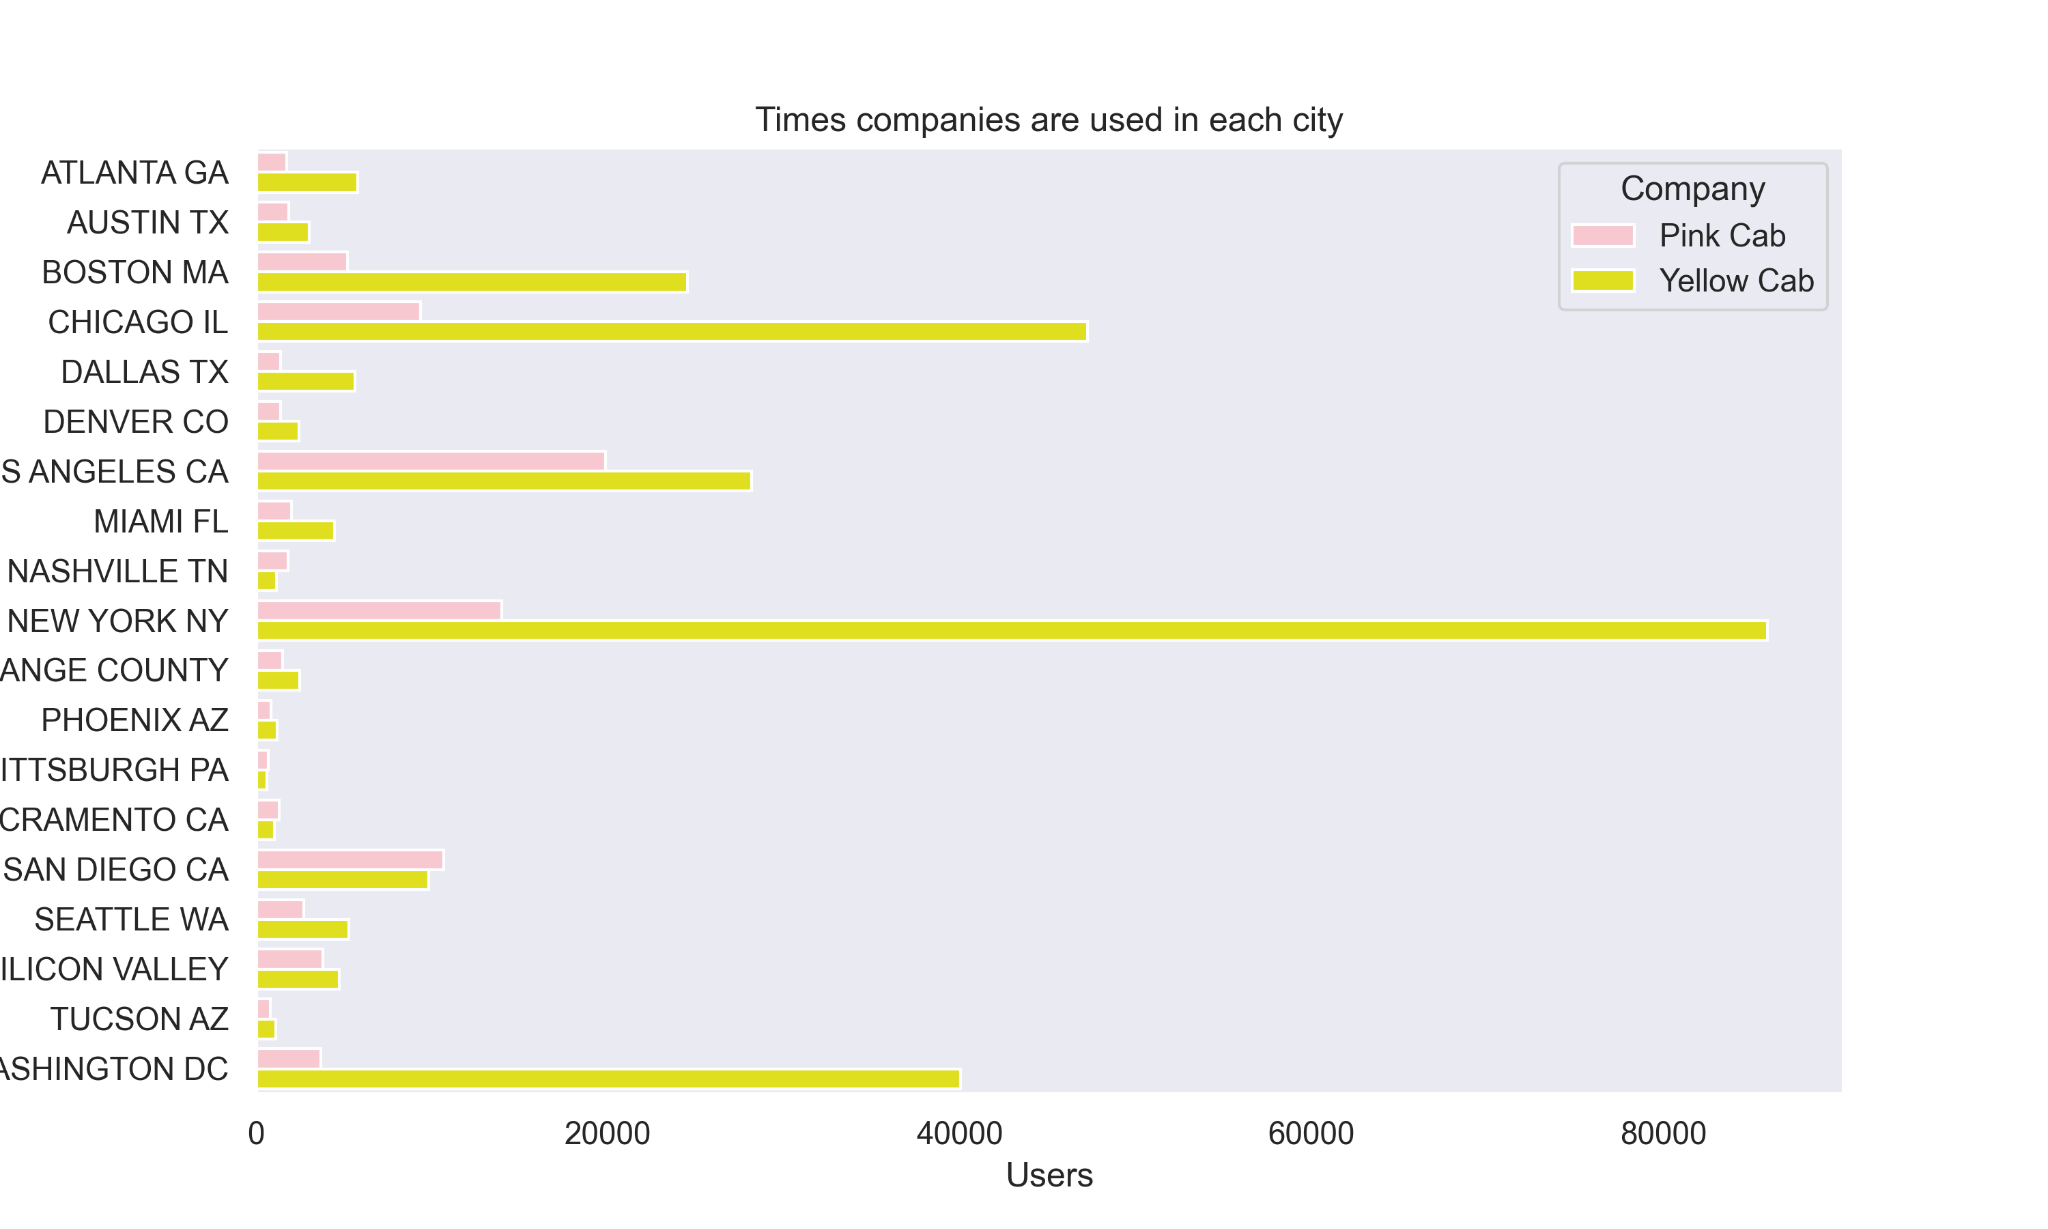 Times companies are used in each city
ATLANTA GA
AUSTIN TX
BOSTON MA
CHICAGO IL
DALLAS TX
DENVER CO
S ANGELES CA
MIAMI FL
NASHVILLE TN
NEW YORK NY
ANGE COUNTY
PHOENIX AZ
ITTSBURGH PA
CRAMENTO CA
SAN DIEGO CA
SEATTLE WA
ILICON VALLEY
TUCSON AZ
ASHINGTON DC
Company
Pink Cab
Yellow Cab
0 20000 40000 60000 80000
Users